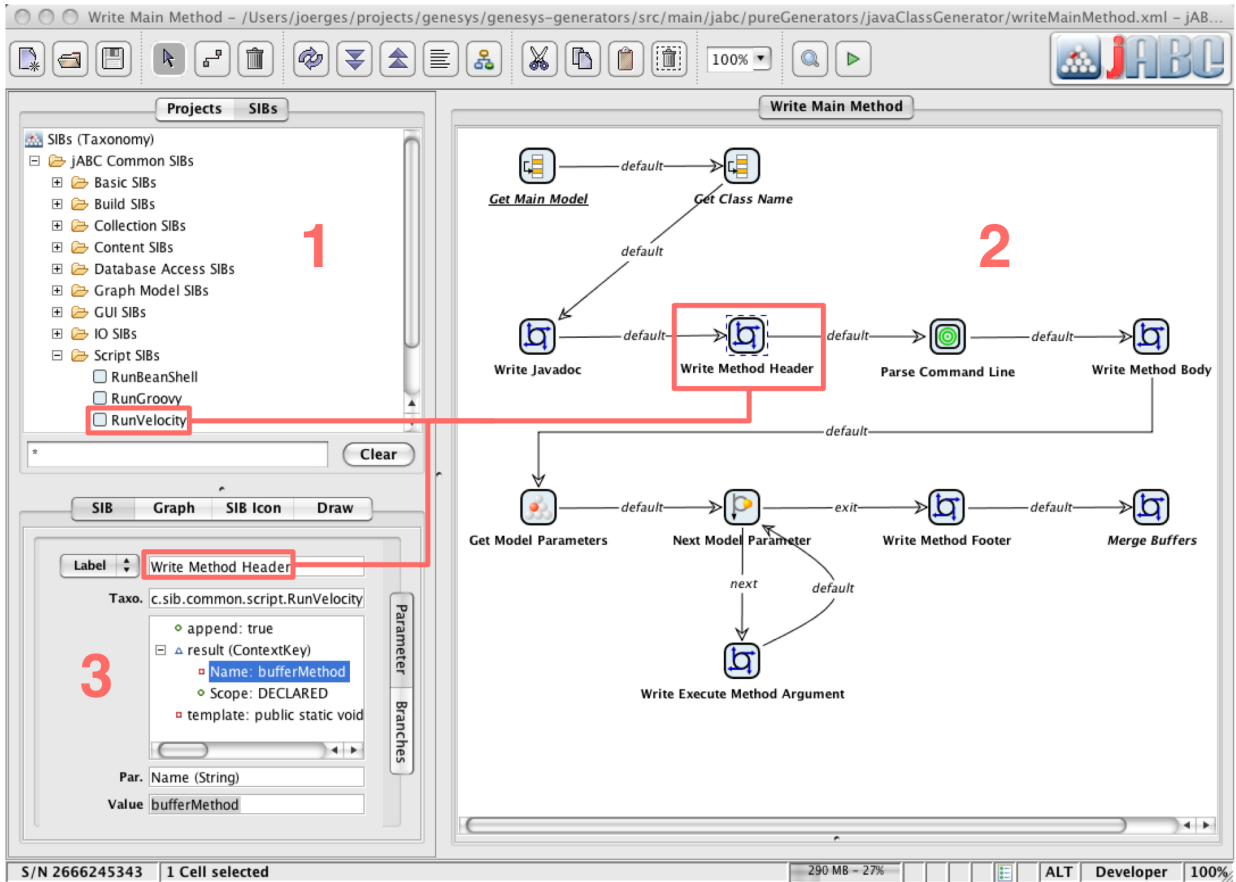 Write Main Method – /Users/joerges/projects/genesys/genesys-generators/src/main/jabc/pureGenerators/javaClassGenerator/writeMainMethod.xml – jAB...
100%
jABC
Projects
SIBs
SIBs (Taxonomy)
jABC Common SIBs
Basic SIBs
Build SIBs
Collection SIBs
Content SIBs
Database Access SIBs
Graph Model SIBs
GUI SIBs
IO SIBs
Script SIBs
RunBeanShell
RunGroovy
RunVelocity
1
*
Clear
SIB
Graph
SIB Icon
Draw
Label
Write Method Header
Taxo.
c.sib.common.script.RunVelocity
append: true
result (ContextKey)
Name: bufferMethod
Scope: DECLARED
template: public static void
3
Parameter
Branches
Par.
Name (String)
Value
bufferMethod
Write Main Method
2
default
Get Main Model
Get Class Name
default
default
default
default
Write Javadoc
Write Method Header
Parse Command Line
Write Method Body
default
default
exit
default
Get Model Parameters
Next Model Parameter
Write Method Footer
Merge Buffers
next
default
Write Execute Method Argument
S/N 2666245343
1 Cell selected
290 MB – 27%
ALT
Developer
100%